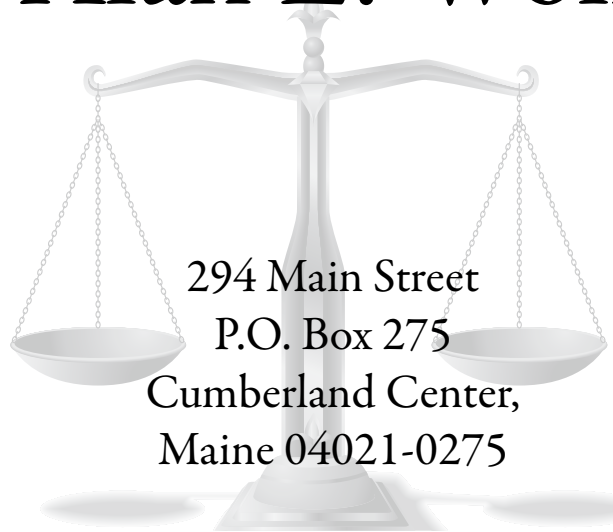 294 Main Street
P.O. Box 275
Cumberland Center,
Maine 04021-0275